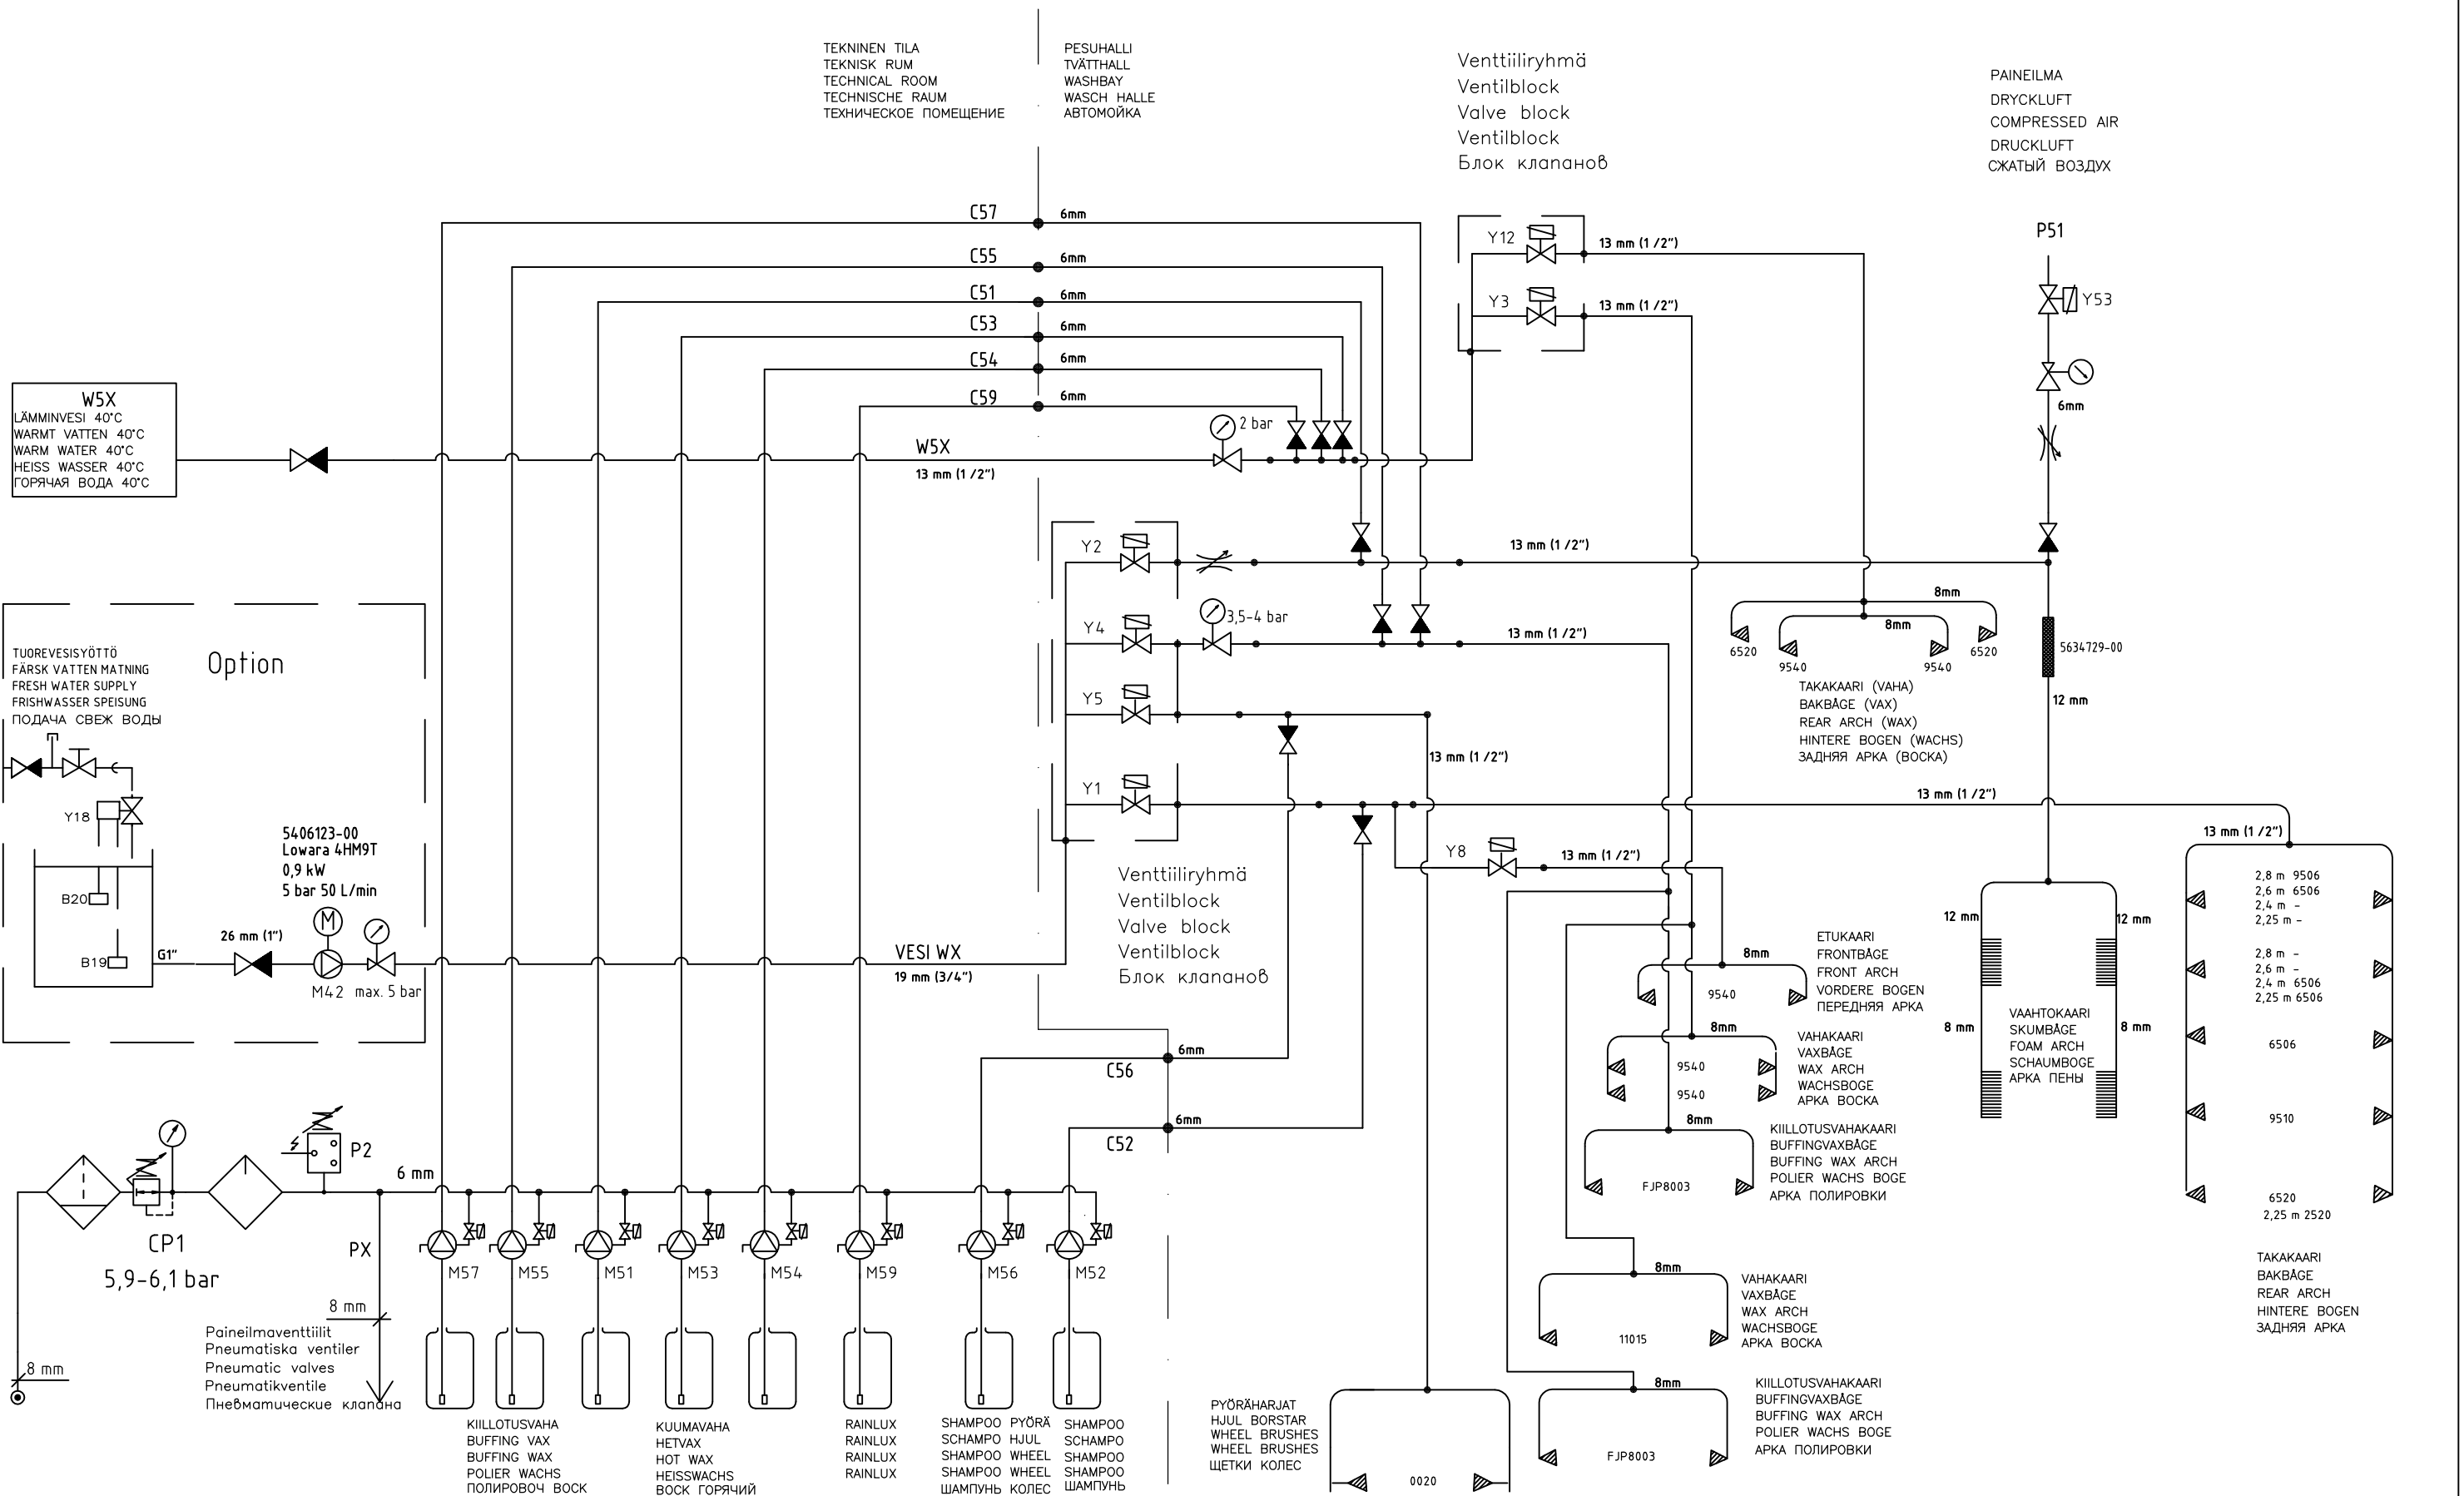 TEKNINEN TILA
TEKNISK RUM
TECHNICAL ROOM
TECHNISCHE RAUM
ТЕХНИЧЕСКОЕ ПОМЕЩЕНИЕ
PESUHALLI
TVÄTTHALL
WASHBAY
WASCH HALLE
АВТОМОЙКА
Venttiiliryhmä
Ventilblock
Valve block
Ventilblock
Блок клапанов
PAINEILMA
DRYCKLUFT
COMPRESSED AIR
DRUCKLUFT
СЖАТЫЙ ВОЗДУХ
C57
6mm
C55
6mm
C51
6mm
C53
6mm
C54
6mm
C59
6mm
Y12
13 mm (1 /2")
Y3
13 mm (1 /2")
P51
Y53
6mm
W5X
LÄMMINVESI 40°C
WARMT VATTEN 40°C
WARM WATER 40°C
HEISS WASSER 40°C
ГОРЯЧАЯ ВОДА 40°C
W5X
13 mm (1 /2")
2 bar
Y2
13 mm (1 /2")
Y4
3,5-4 bar
13 mm (1 /2")
Y5
13 mm (1 /2")
Y1
13 mm (1 /2")
8mm
8mm
6520
9540
9540
6520
TAKAKAARI (VAHA)
BAKBÅGE (VAX)
REAR ARCH (WAX)
HINTERE BOGEN (WACHS)
ЗАДНЯЯ АРКА (ВОСКА)
5634729-00
12 mm
Option
TUOREVESISYÖTTÖ
FÄRSK VATTEN MATNING
FRESH WATER SUPPLY
FRISHWASSER SPEISUNG
ПОДАЧА СВЕЖ ВОДЫ
Y18
B20
B19
G1"
26 mm (1")
5406123-00
Lowara 4HM9T
0,9 kW
5 bar 50 L/min
M
M42
max. 5 bar
VESI WX
19 mm (3/4")
Venttiiliryhmä
Ventilblock
Valve block
Ventilblock
Блок клапанов
Y8
13 mm (1 /2")
8mm
9540
ETUKAARI
FRONTBÅGE
FRONT ARCH
VORDERE BOGEN
ПЕРЕДНЯЯ АРКА
8mm
9540
9540
VAHAKAARI
VAXBÅGE
WAX ARCH
WACHSBOGE
АРКА ВОСКА
8mm
FJP8003
KIILLOTUSVAHAKAARI
BUFFINGVAXBÅGE
BUFFING WAX ARCH
POLIER WACHS BOGE
АРКА ПОЛИРОВКИ
12 mm
12 mm
8 mm
8 mm
VAAHTOKAARI
SKUMBÅGE
FOAM ARCH
SCHAUMBOGE
АРКА ПЕНЫ
13 mm (1 /2")
2,8 m 9506
2,6 m 6506
2,4 m -
2,25 m -
2,8 m -
2,6 m -
2,4 m 6506
2,25 m 6506
6506
9510
6520
2,25 m 2520
TAKAKAARI
BAKBÅGE
REAR ARCH
HINTERE BOGEN
ЗАДНЯЯ АРКА
C56
6mm
C52
6mm
P2
6 mm
CP1
5,9-6,1 bar
PX
8 mm
8 mm
Paineilmaventtiilit
Pneumatiska ventiler
Pneumatic valves
Pneumatikventile
Пневматические клапана
M57
M55
M51
M53
M54
M59
M56
M52
KIILLOTUSVAHA
BUFFING VAX
BUFFING WAX
POLIER WACHS
ПОЛИРОВОЧ ВОСК
KUUMAVAHA
HETVAX
HOT WAX
HEISSWACHS
ВОСК ГОРЯЧИЙ
RAINLUX
RAINLUX
RAINLUX
RAINLUX
SHAMPOO PYÖRÄ
SCHAMPO HJUL
SHAMPOO WHEEL
SHAMPOO WHEEL
ШАМПУНЬ КОЛЕС
SHAMPOO
SCHAMPO
SHAMPOO
SHAMPOO
ШАМПУНЬ
PYÖRÄHARJAT
HJUL BORSTAR
WHEEL BRUSHES
WHEEL BRUSHES
ЩЕТКИ КОЛЕС
0020
8mm
11015
VAHAKAARI
VAXBÅGE
WAX ARCH
WACHSBOGE
АРКА ВОСКА
8mm
FJP8003
KIILLOTUSVAHAKAARI
BUFFINGVAXBÅGE
BUFFING WAX ARCH
POLIER WACHS BOGE
АРКА ПОЛИРОВКИ